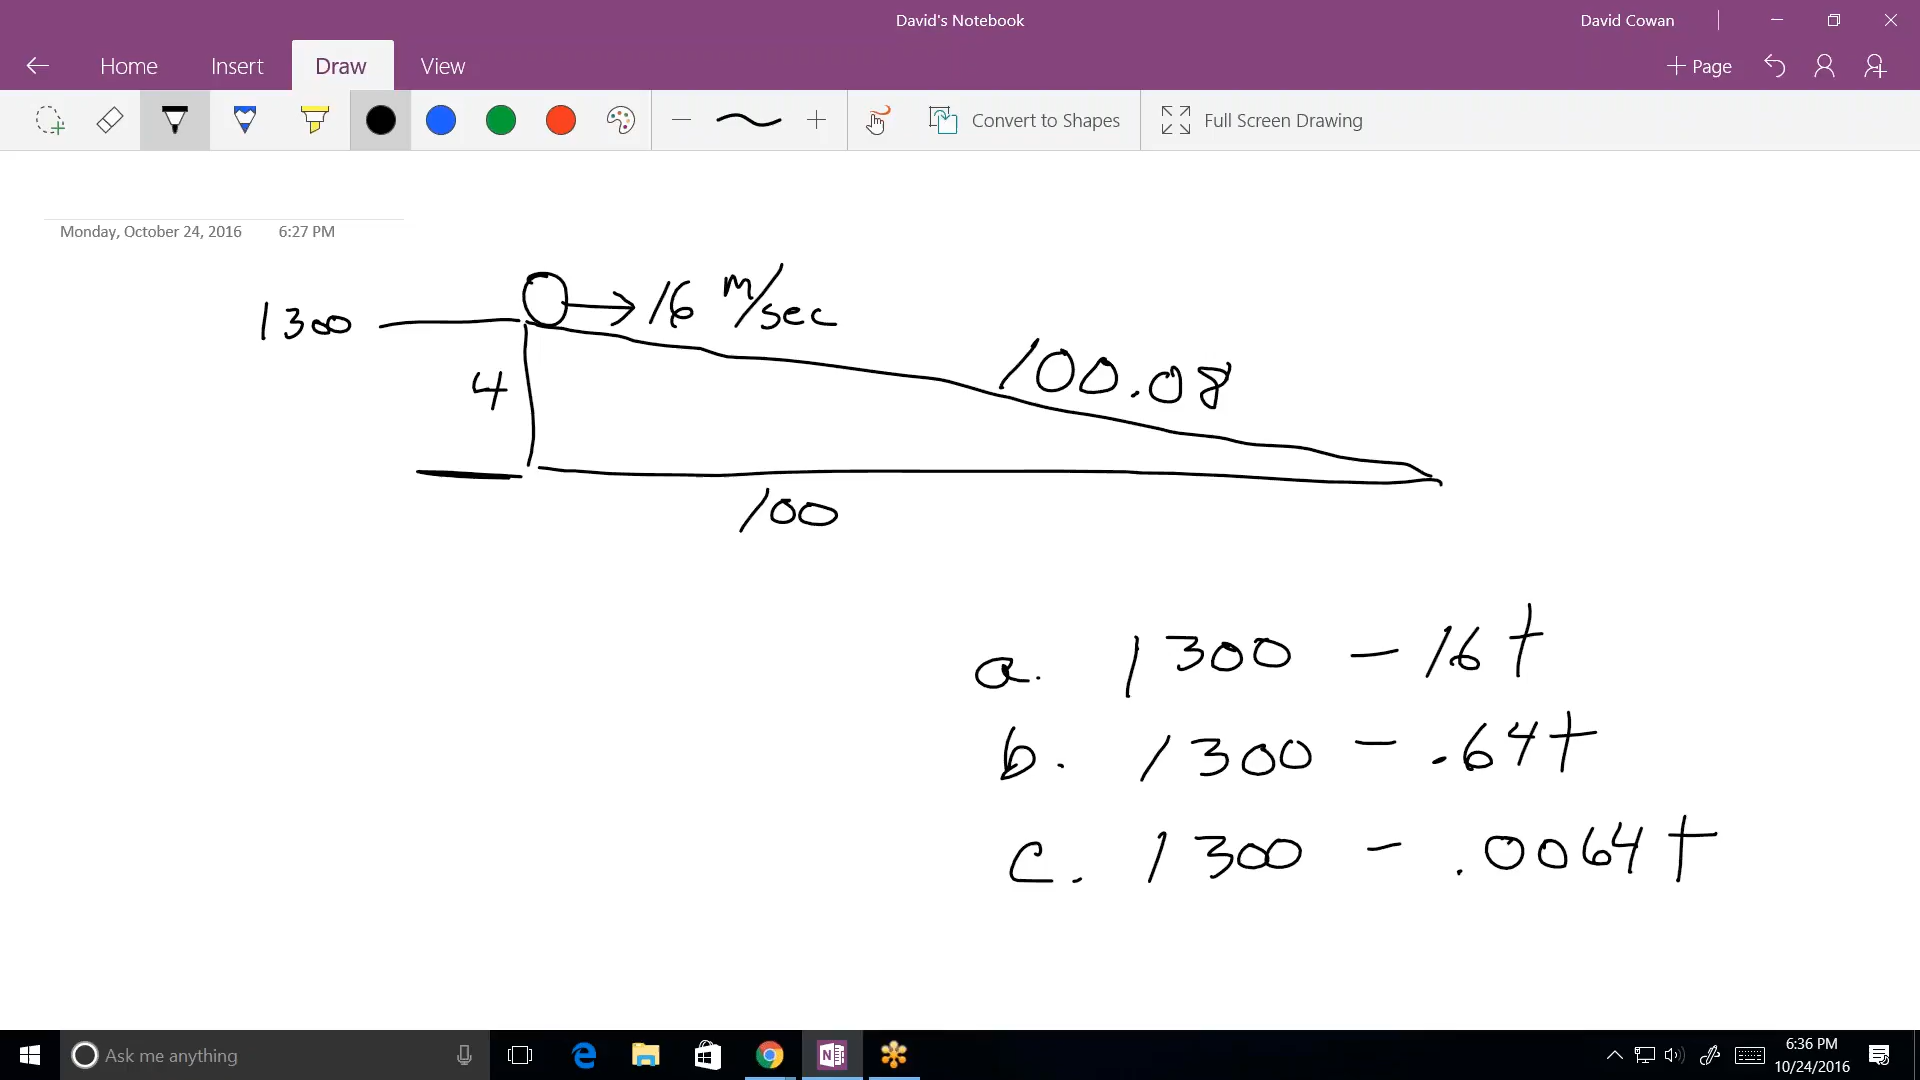 David's Notebook
David Cowan
Home Insert Draw View
Page
Convert to Shapes
Full Screen Drawing
Monday, October 24, 2016 6:27 PM
16 m/sec
1300
4
100.08
100
a. 1300 - 16t
b. 1300 - .64t
c. 1300 - .0064t
Ask me anything
6:36 PM
10/24/2016